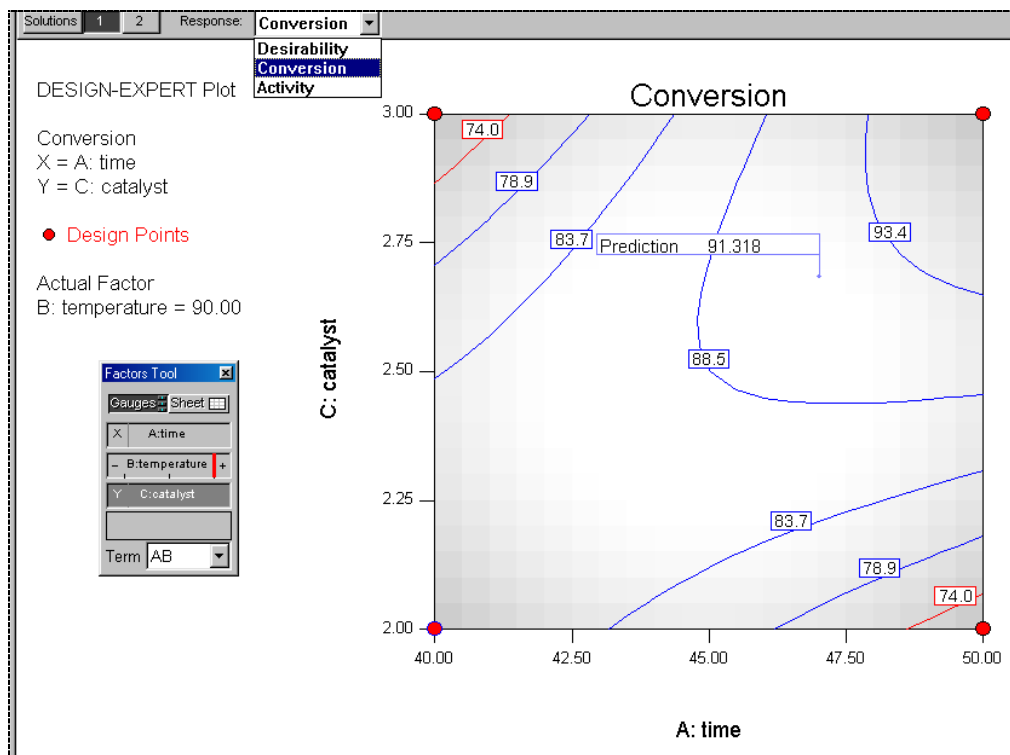 Solutions 1 2 Response: Conversion
Desirability
Conversion
Activity
DESIGN-EXPERT Plot
Conversion
X = A: time
Y = C: catalyst
Design Points
Actual Factor
B: temperature = 90.00
Factors Tool
Gauges Sheet
X A:time
– B:temperature +
Y C:catalyst
Term AB
Conversion
3.00
74.0
78.9
2.75
83.7
Prediction 91.318
93.4
C: catalyst
2.50
88.5
2.25
83.7
78.9
74.0
2.00
40.00 42.50 45.00 47.50 50.00
A: time